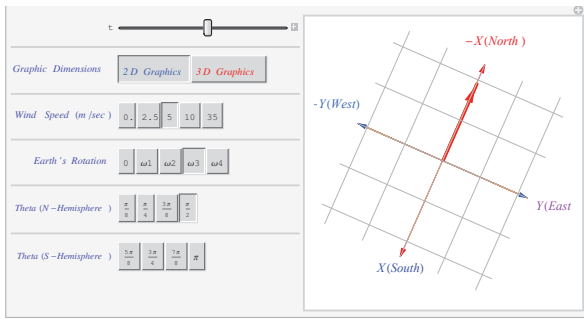 t
Graphic Dimensions 2 D Graphics 3 D Graphics
Wind Speed (m /sec ) 0. 2.5 5 10 35
Earth's Rotation 0 ω1 ω2 ω3 ω4
Theta (N-Hemisphere ) π/8 π/4 3π/8 π/2
Theta (S-Hemisphere ) 5π/8 3π/4 7π/8 π
-X(North )
-Y(West)
Y(East
X(South)